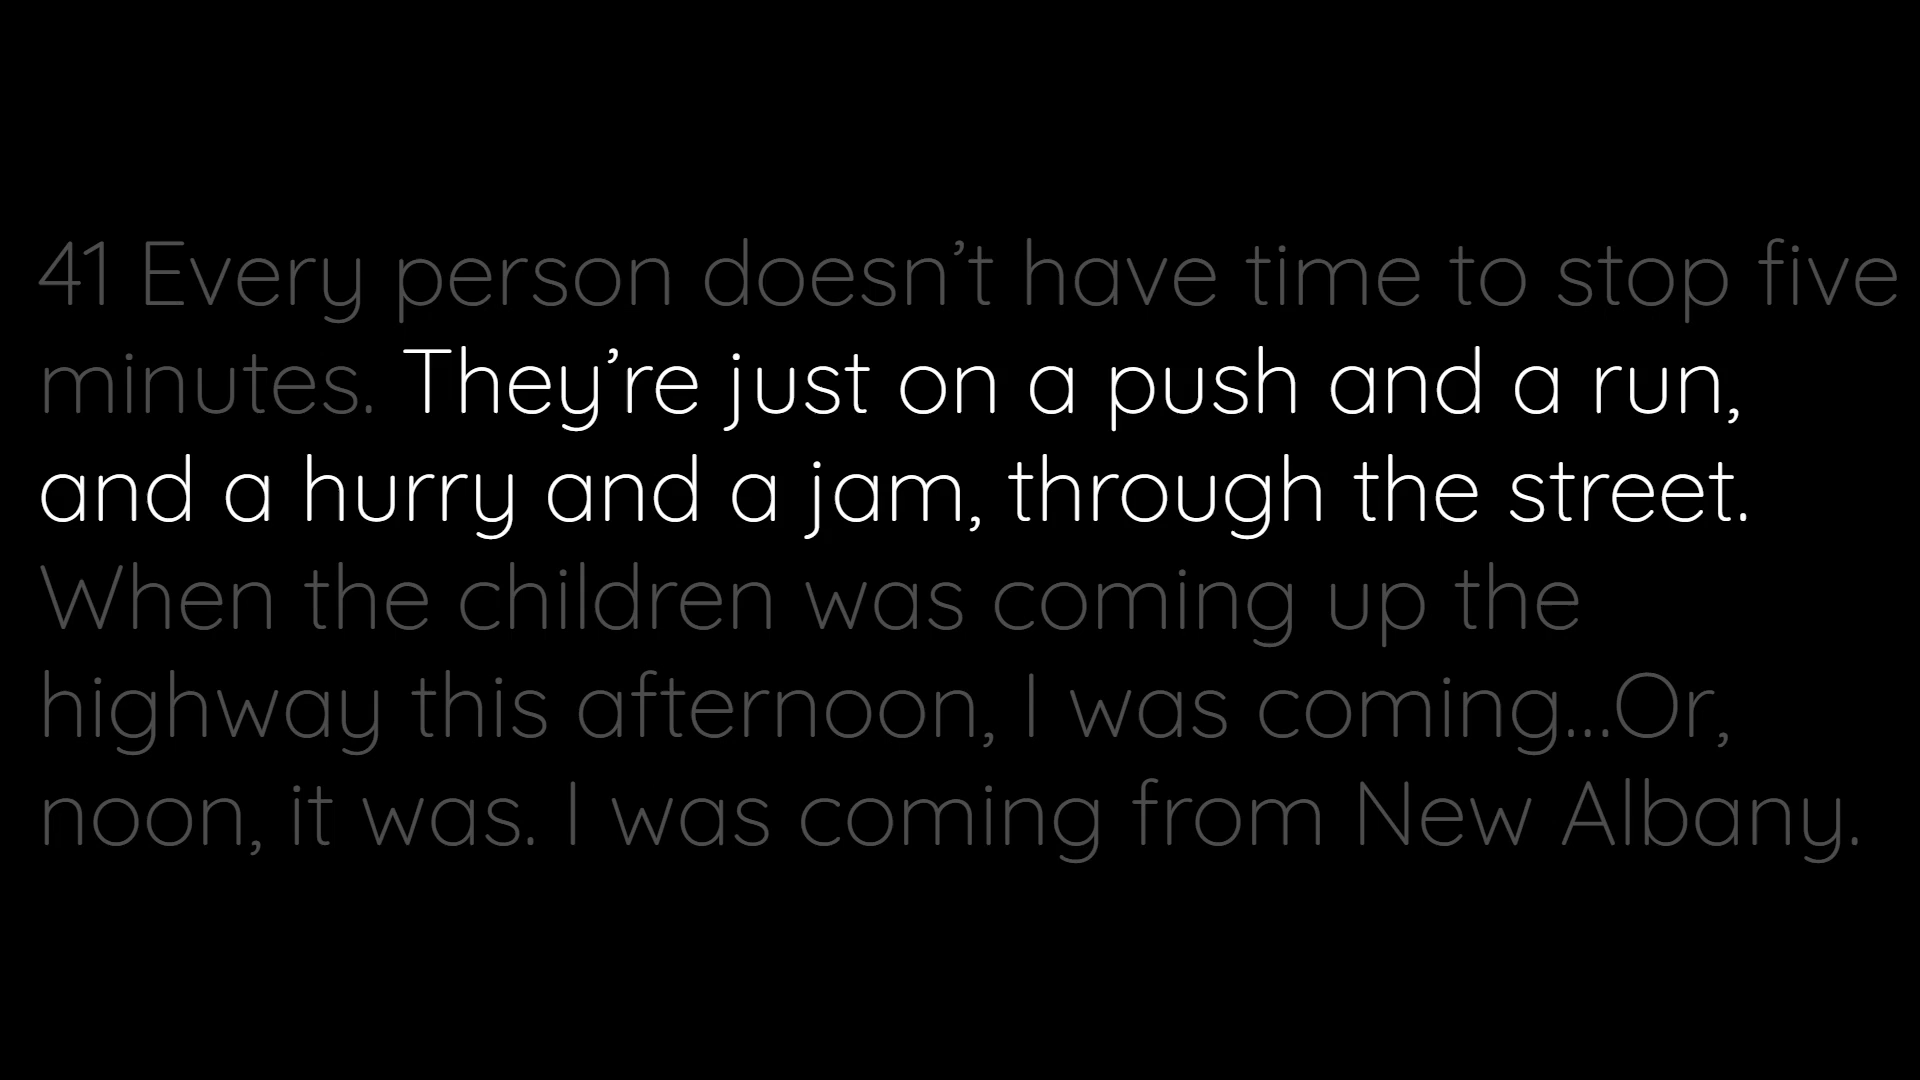 41 Every person doesn’t have time to stop five
minutes. They’re just on a push and a run,
and a hurry and a jam, through the street.
When the children was coming up the
highway this afternoon, I was coming...Or,
noon, it was. I was coming from New Albany.